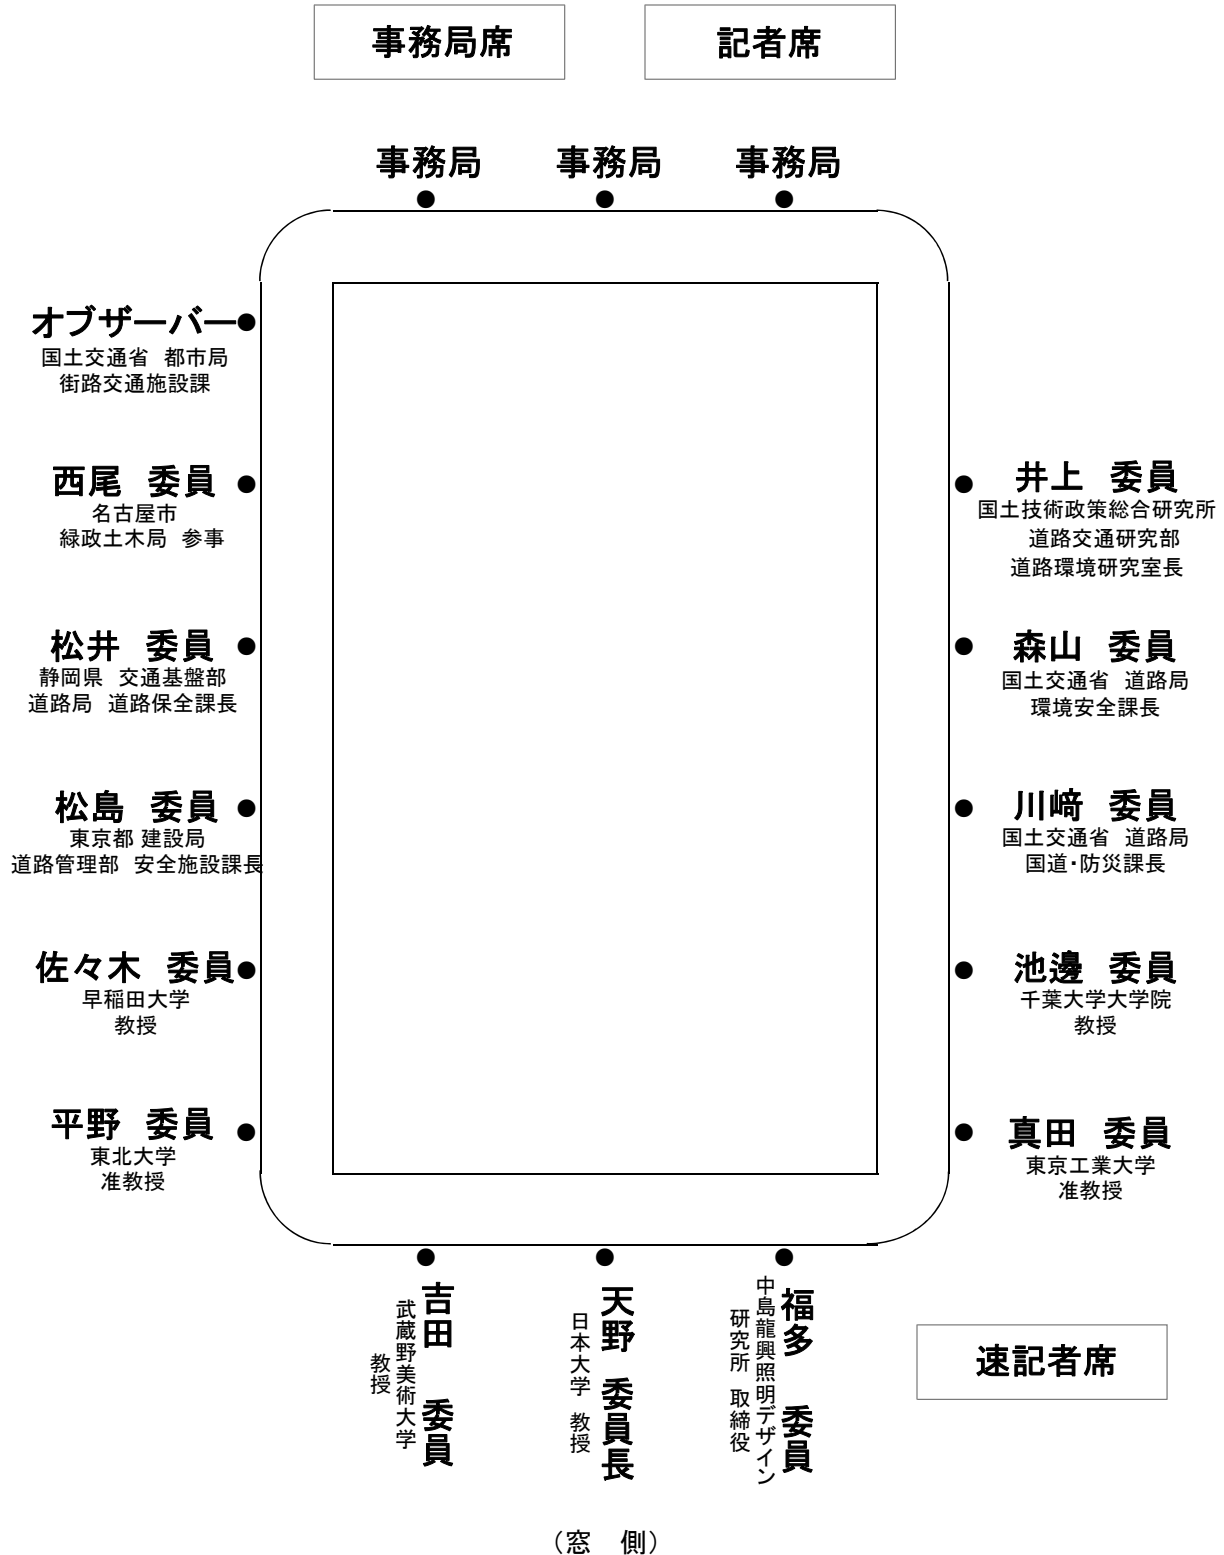 事務局席
記者席
事務局
事務局
事務局
オブザーバー
国土交通省　都市局
街路交通施設課
西尾　委員
名古屋市
緑政土木局　参事
松井　委員
静岡県　交通基盤部
道路局　道路保全課長
松島　委員
東京都 建設局
道路管理部　安全施設課長
佐々木　委員
早稲田大学
教授
平野　委員
東北大学
准教授
井上　委員
国土技術政策総合研究所
道路交通研究部
道路環境研究室長
森山　委員
国土交通省　道路局
環境安全課長
川﨑　委員
国土交通省　道路局
国道・防災課長
池邊　委員
千葉大学大学院
教授
真田　委員
東京工業大学
准教授
吉田　委員
武蔵野美術大学
教授
天野　委員長
日本大学　教授
福多　委員
中島龍興照明デザイン
研究所　取締役
速記者席
（窓　側）